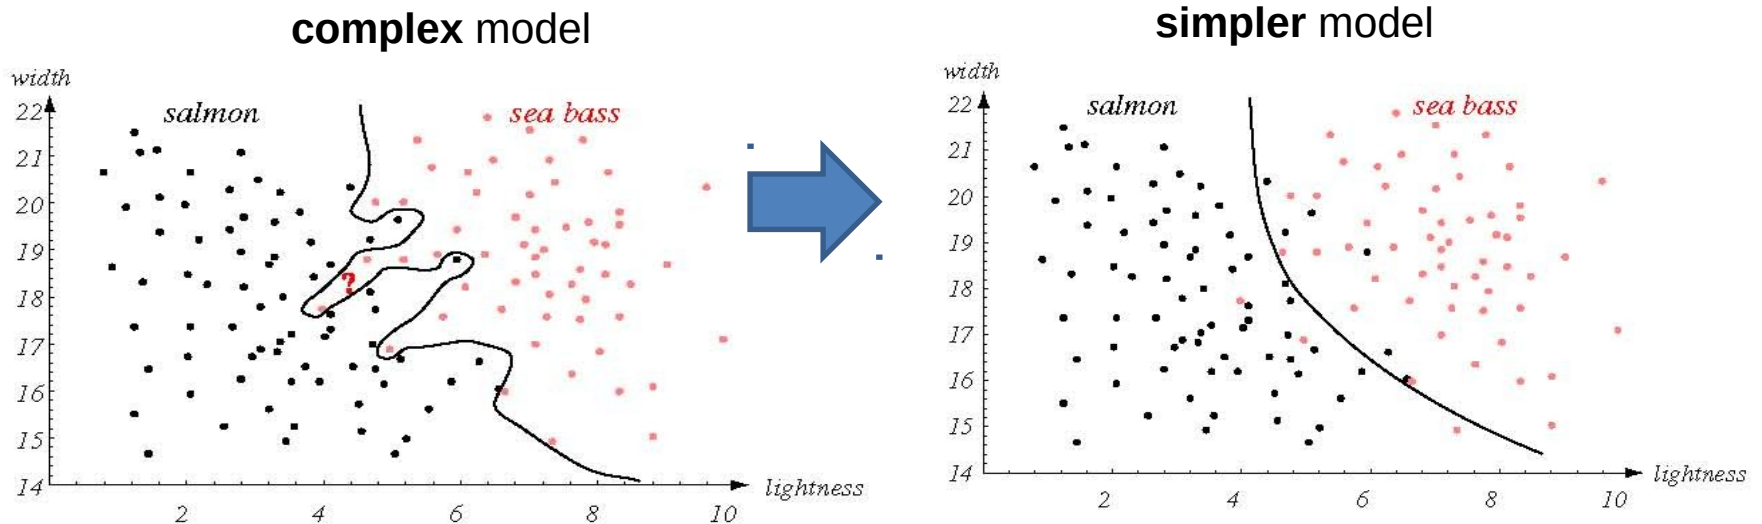 complex model
width
salmon
sea bass
22
21
20
19
18
17
16
15
14
?
2
4
6
8
10
lightness
simpler model
width
salmon
sea bass
22
21
20
19
18
17
16
15
14
2
4
6
8
10
lightness